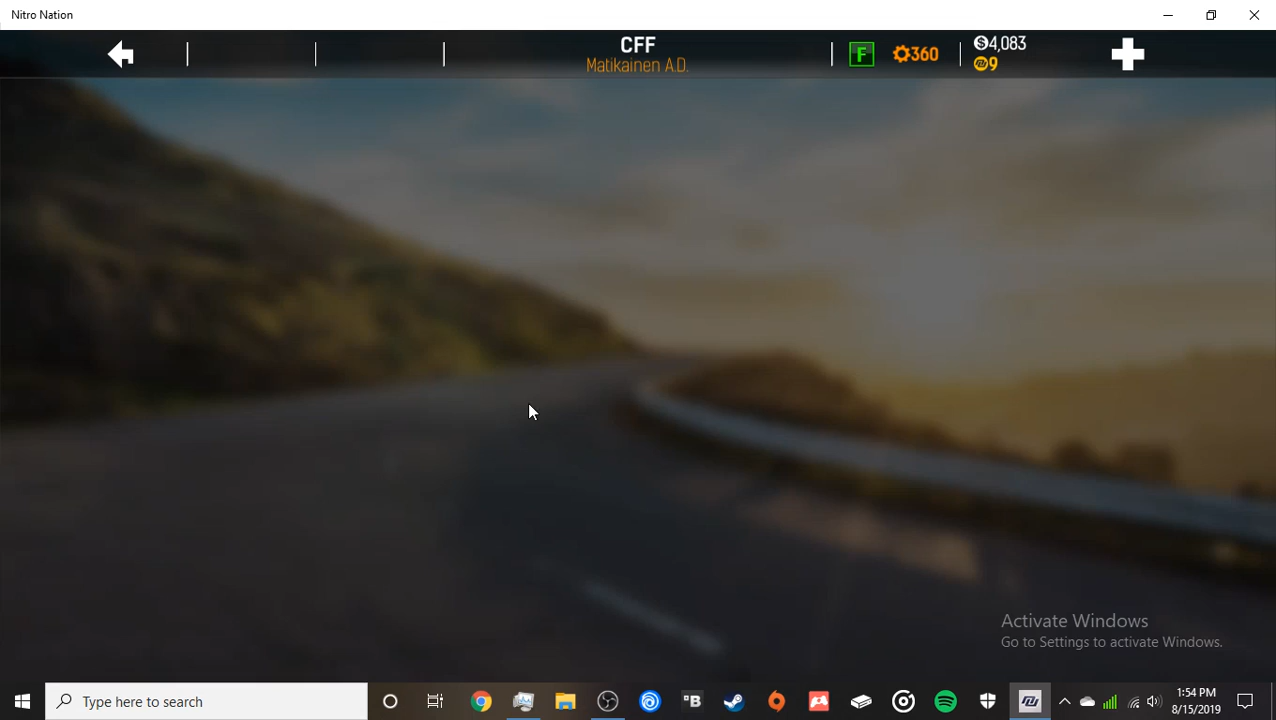 Nitro Nation
CFF
Matikainen A.D.
F
360
4,083
9
Activate Windows
Go to Settings to activate Windows.
Type here to search
B
1:54 PM
8/15/2019